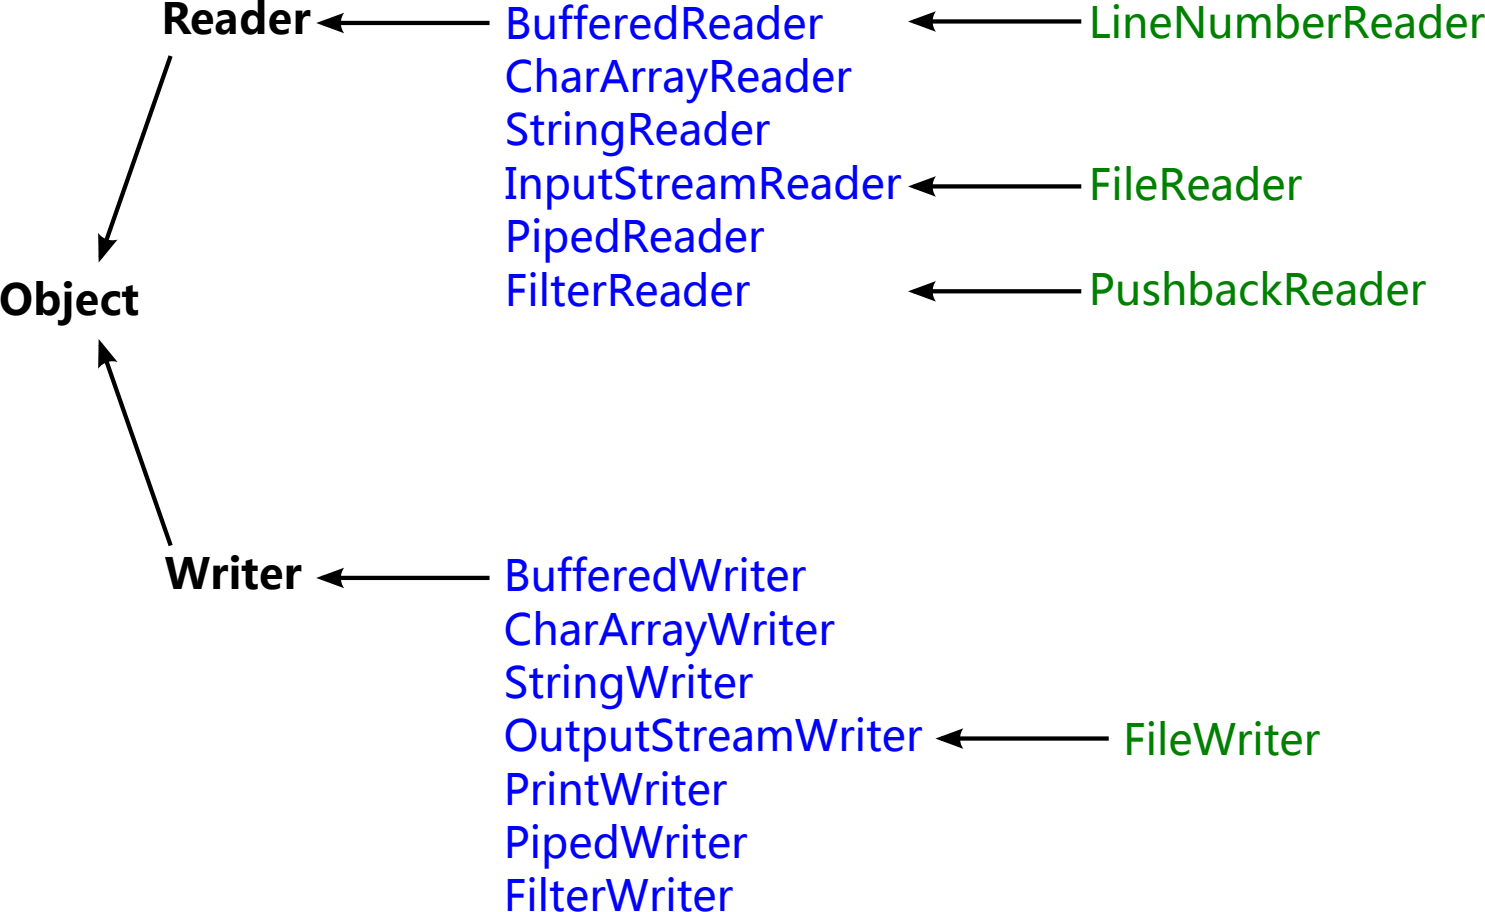 Reader
BufferedReader
LineNumberReader
CharArrayReader
StringReader
InputStreamReader
FileReader
PipedReader
FilterReader
PushbackReader
Object
Writer
BufferedWriter
CharArrayWriter
StringWriter
OutputStreamWriter
FileWriter
PrintWriter
PipedWriter
FilterWriter